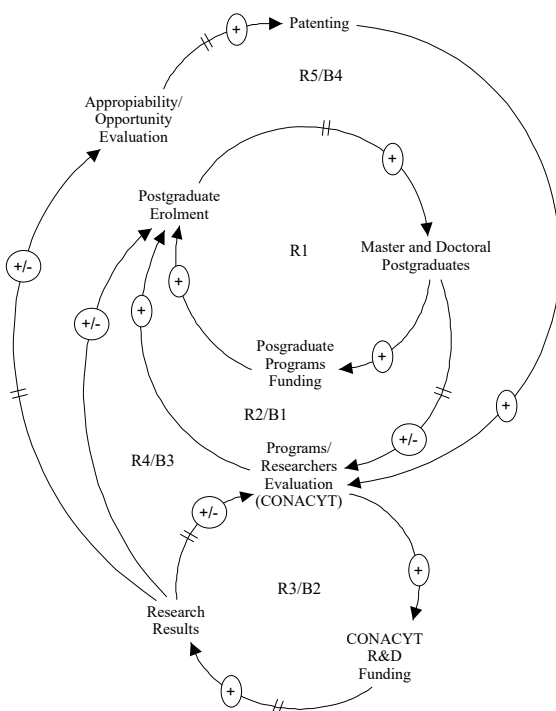 Patenting
+
R5/B4
Appropiability/
Opportunity
Evaluation
+
Postgraduate
Erolment
R1
Master and Doctoral
Postgraduates
+/-
+
+/-
+
Posgraduate
Programs
Funding
+
+
R2/B1
+/-
Programs/
Researchers
Evaluation
(CONACYT)
R4/B3
+/-
+
R3/B2
Research
Results
CONACYT
R&D
Funding
+